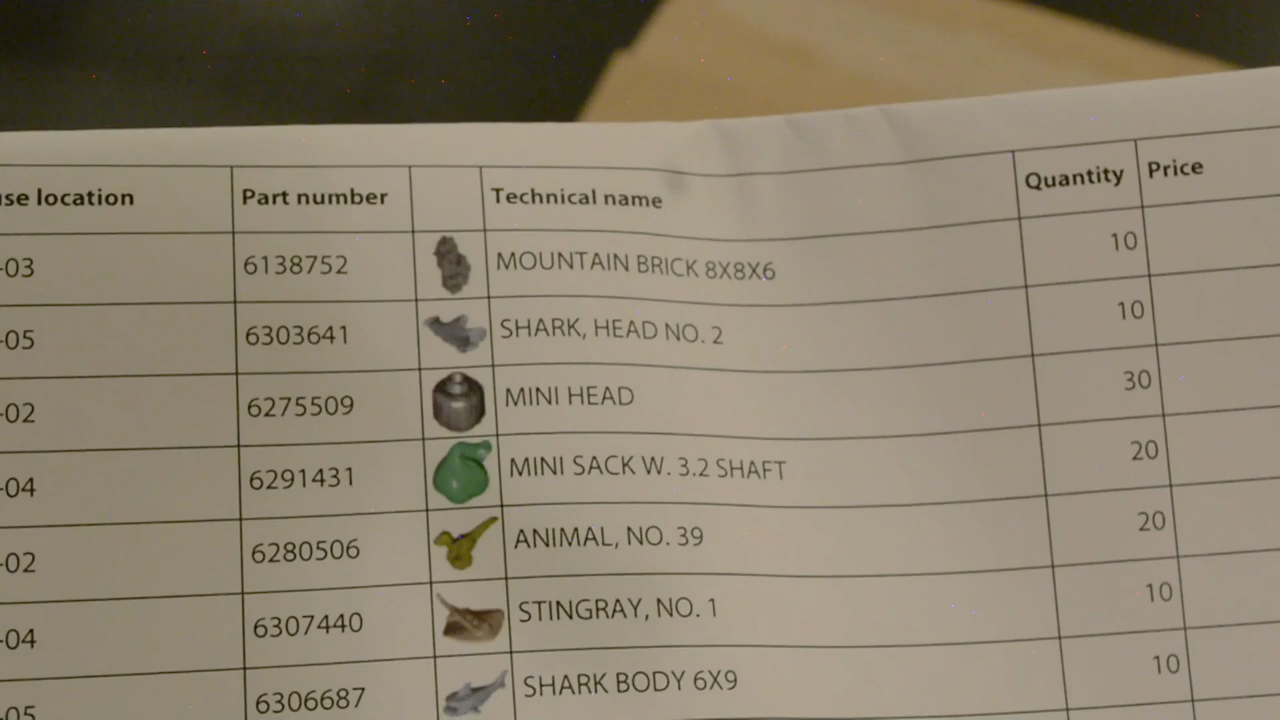 se location Part number Technical name Quantity Price
-03 6138752 MOUNTAIN BRICK 8X8X6 10
-05 6303641 SHARK, HEAD NO. 2 10
-02 6275509 MINI HEAD 30
-04 6291431 MINI SACK W. 3.2 SHAFT 20
-02 6280506 ANIMAL, NO. 39 20
-04 6307440 STINGRAY, NO. 1 10
-05 6306687 SHARK BODY 6X9 10